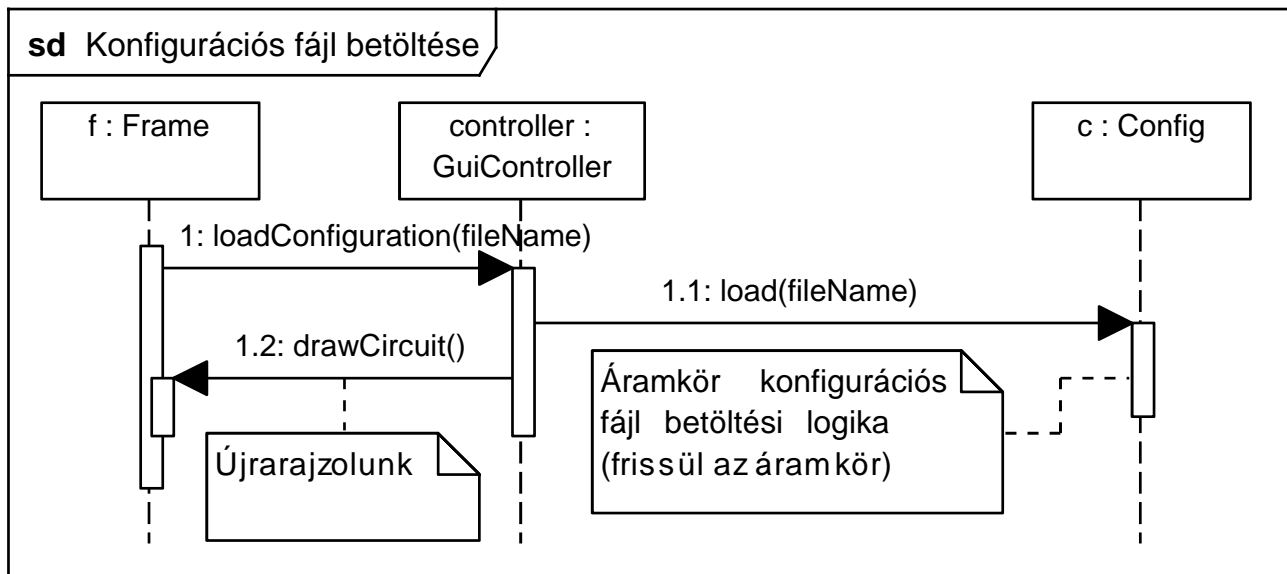 sd Konfigurációs fájl betöltése
f : Frame
controller :
GuiController
c : Config
1: loadConfiguration(fileName)
1.1: load(fileName)
1.2: drawCircuit()
Áramkör konfigurációs
fájl betöltési logika
(frissül az áramkör)
Újrarajzolunk